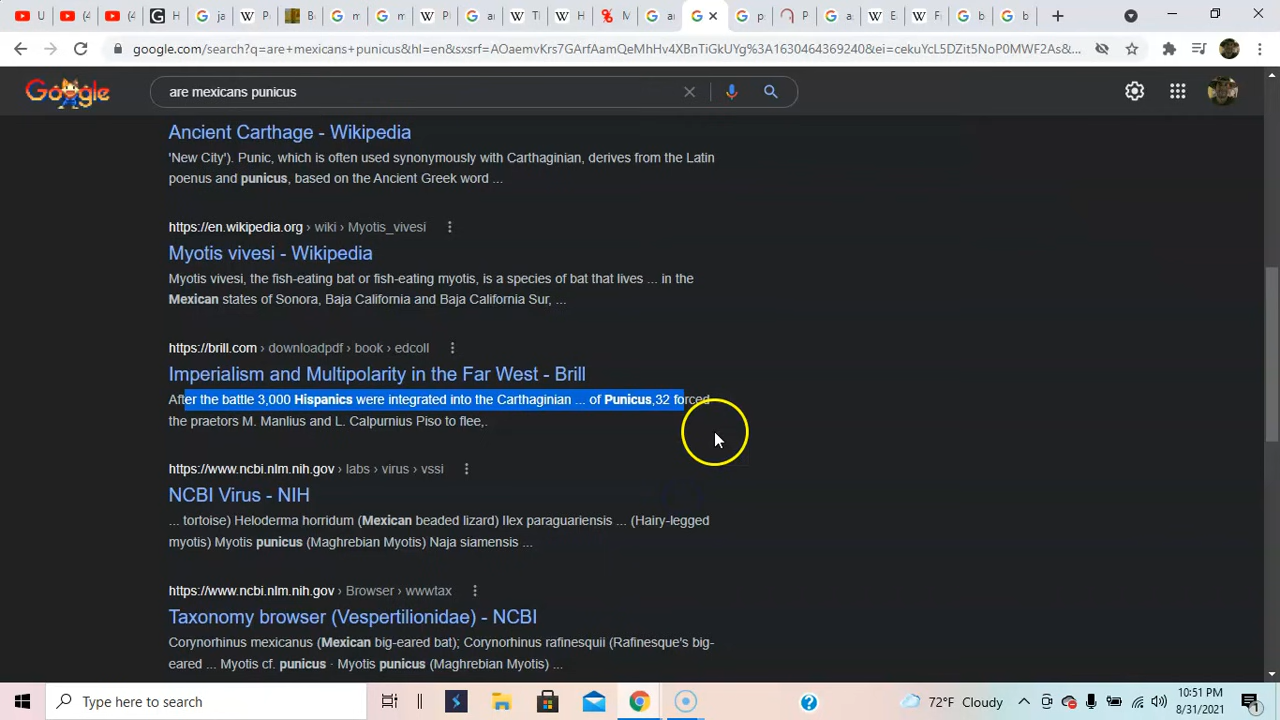 (4
(4
G
ja
P
B
m
m
P
a
Ti
H
M
a
p
a
E
F
b
b
google.com/search?q=are+mexicans+punicus&hl=en&sxsrf=AOaemvKrs7GArfAamQeMhHv4XBnTiGkUYg%3A1630464369240&ei=cekuYcL5DZit5NoP0MWF2As&...
Google
are mexicans punicus
Ancient Carthage - Wikipedia
'New City'). Punic, which is often used synonymously with Carthaginian, derives from the Latin
poenus and punicus, based on the Ancient Greek word ...
https://en.wikipedia.org › wiki › Myotis_vivesi
Myotis vivesi - Wikipedia
Myotis vivesi, the fish-eating bat or fish-eating myotis, is a species of bat that lives ... in the
Mexican states of Sonora, Baja California and Baja California Sur, ...
https://brill.com › downloadpdf › book › edcoll
Imperialism and Multipolarity in the Far West - Brill
After the battle 3,000 Hispanics were integrated into the Carthaginian ... of Punicus,32 forced
the praetors M. Manlius and L. Calpurnius Piso to flee,.
https://www.ncbi.nlm.nih.gov › labs › virus › vssi
NCBI Virus - NIH
... tortoise) Heloderma horridum (Mexican beaded lizard) Ilex paraguariensis ... (Hairy-legged
myotis) Myotis punicus (Maghrebian Myotis) Naja siamensis ...
https://www.ncbi.nlm.nih.gov › Browser › wwwtax
Taxonomy browser (Vespertilionidae) - NCBI
Corynorhinus mexicanus (Mexican big-eared bat); Corynorhinus rafinesquii (Rafinesque's big-
eared ... Myotis cf. punicus · Myotis punicus (Maghrebian Myotis) ...
Type here to search
72°F Cloudy
10:51 PM
8/31/2021